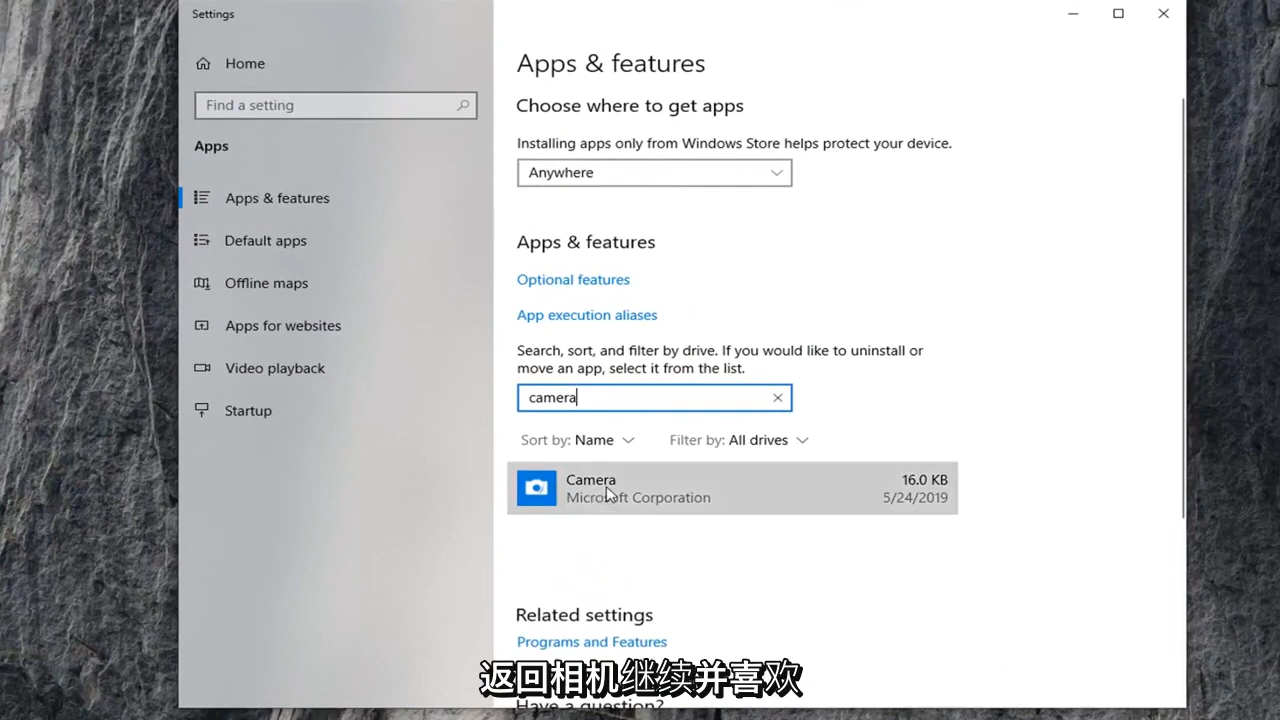 Settings
Home
Find a setting
Apps
Apps & features
Default apps
Offline maps
Apps for websites
Video playback
Startup
Apps & features
Choose where to get apps
Installing apps only from Windows Store helps protect your device.
Anywhere
Apps & features
Optional features
App execution aliases
Search, sort, and filter by drive. If you would like to uninstall or
move an app, select it from the list.
camera
Sort by: Name Filter by: All drives
Camera 16.0 KB
Microsoft Corporation 5/24/2019
Related settings
Programs and Features
返回相机继续并喜欢
Have a question?